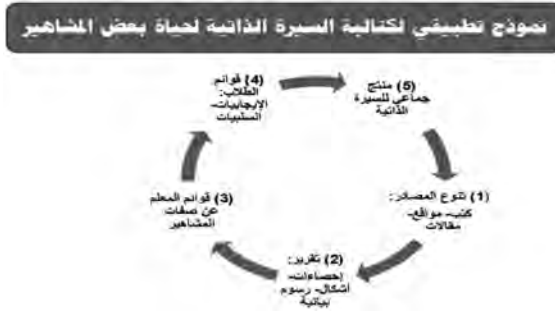 نموذج تطبيقي لكتابة السيرة الذاتية لحياة بعض المشاهير
(5) منتج
جماعي للسيرة
الذاتية
(1) تنوع المصادر:
كتب- مواقع-
مقالات
(2) تقرير:
إحصاءات-
أشكال- رسوم
بيانية
(3) قوائم المعلم
عن صفات
المشاهير
(4) قوائم
الطلاب:
الإيجابيات-
السلبيات